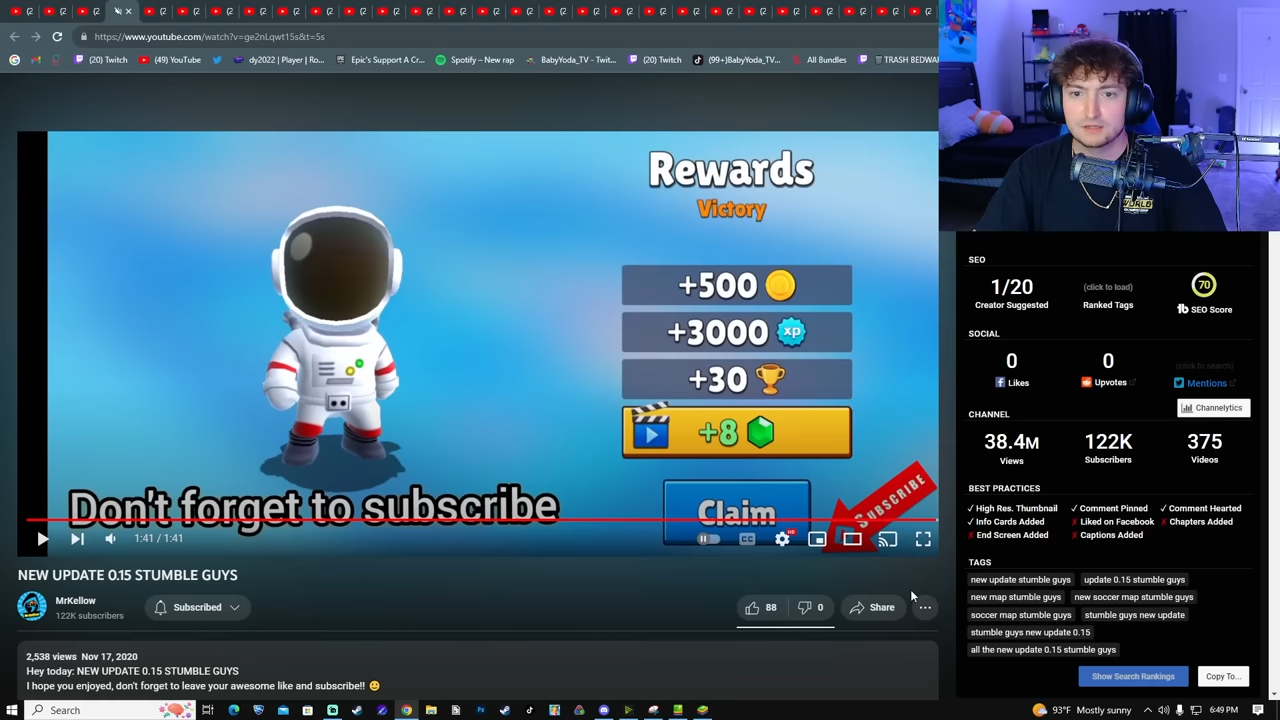 https://www.youtube.com/watch?v=ge2nLqwt15s&t=5s
(20) Twitch
(49) YouTube
dy2022 | Player | Ro...
Epic's Support A Cr...
Spotify – New rap
BabyYoda_TV - Twit...
(20) Twitch
(99+)BabyYoda_TV...
All Bundles
TRASH BEDWA
Rewards
Victory
+500
+3000 xp
+30
+8
Claim
Don't forget to subscribe
SUBSCRIBE
1:41 / 1:41
CC
HD
NEW UPDATE 0.15 STUMBLE GUYS
MrKellow
122K subscribers
Subscribed
88
0
Share
2,538 views Nov 17, 2020
Hey today: NEW UPDATE 0.15 STUMBLE GUYS
I hope you enjoyed, don't forget to leave your awesome like and subscribe!!
SEO
1/20
Creator Suggested
(click to load)
Ranked Tags
70
tb SEO Score
SOCIAL
0
Likes
0
Upvotes
(click to search)
Mentions
Channelytics
CHANNEL
38.4M
Views
122K
Subscribers
375
Videos
BEST PRACTICES
✓ High Res. Thumbnail
✓ Comment Pinned
✓ Comment Hearted
✓ Info Cards Added
✗ Liked on Facebook
✗ Chapters Added
✗ End Screen Added
✗ Captions Added
TAGS
new update stumble guys
update 0.15 stumble guys
new map stumble guys
new soccer map stumble guys
soccer map stumble guys
stumble guys new update
stumble guys new update 0.15
all the new update 0.15 stumble guys
Show Search Rankings
Copy To...
Search
93°F Mostly sunny
6:49 PM